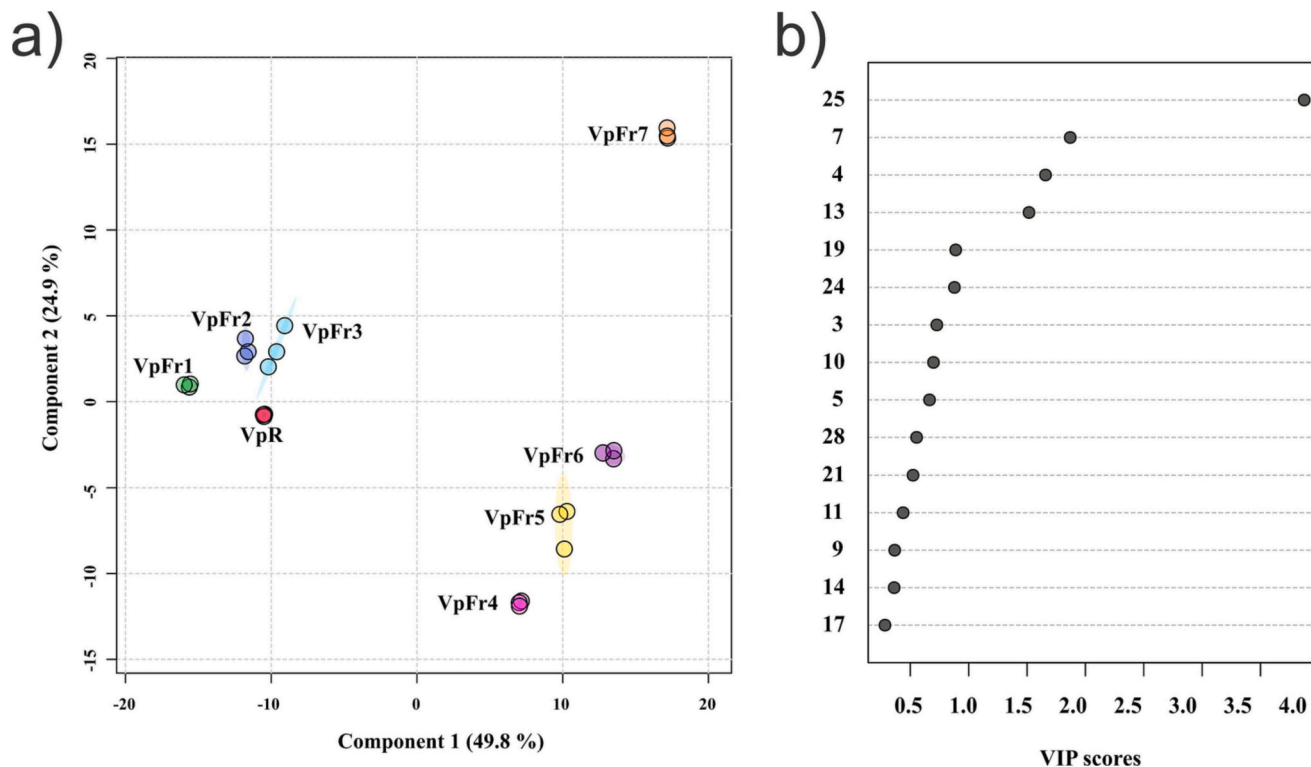 a)
20
15
10
5
0
-5
-10
-15
Component 2 (24.9 %)
VpFr7
VpFr2
VpFr3
VpFr1
VpR
VpFr6
VpFr5
VpFr4
-20 -10 0 10 20
Component 1 (49.8 %)
b)
25
7
4
13
19
24
3
10
5
28
21
11
9
14
17
0.5 1.0 1.5 2.0 2.5 3.0 3.5 4.0
VIP scores